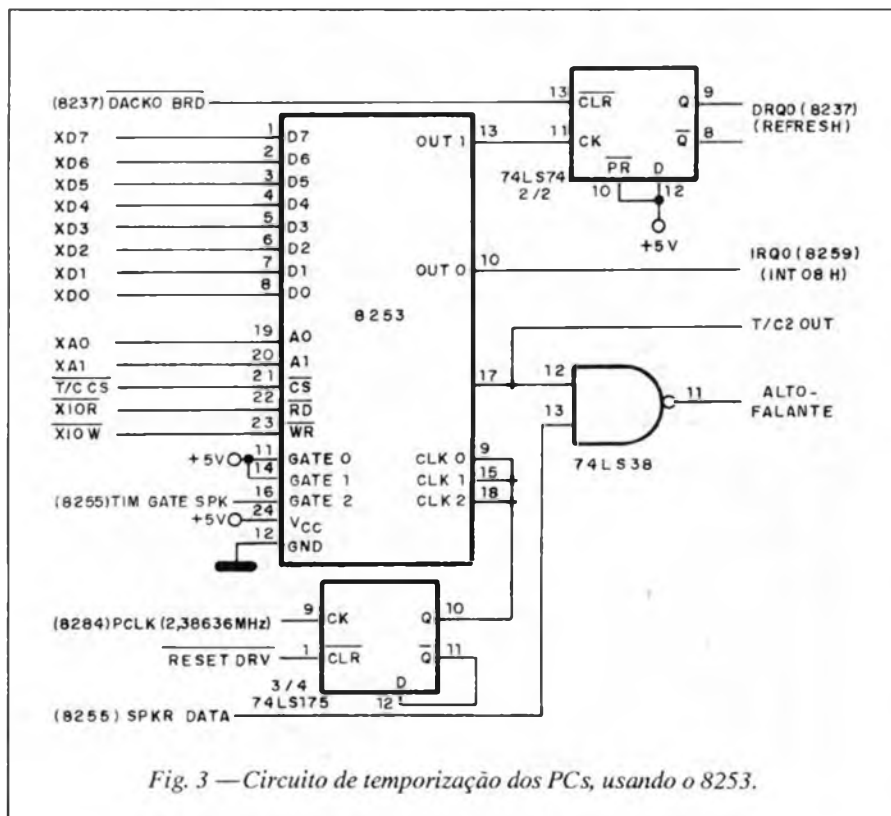 (8237) DACKO BRD
13 CLR Q 9
DRQ0 (8237)
(REFRESH)
11 CK Q 8
74LS74
2/2
PR D
10 12
+5V
XD7 1 D7
XD6 2 D6
XD5 3 D5
XD4 4 D4
XD3 5 D3
XD2 6 D2
XD1 7 D1
XD0 8 D0
OUT 1 13
OUT 0 10
IRQ0 (8259)
(INT 08 H)
8253
T/C2 OUT
XA0 19 A0
XA1 20 A1
T/C CS 21 CS
XIOR 22 RD
XIOW 23 WR
17
12
13
11
ALTO-
FALANTE
74LS38
+5V 11 GATE 0
14 GATE 1
(8255) TIM GATE SPK 16 GATE 2
+5V 24 VCC
12 GND
CLK 0 9
CLK 1 15
CLK 2 18
(8284) PCLK (2,38636MHz) 9 CK Q 10
RESET DRV 1 CLR Q 11
D
3/4
74LS175 12
(8255) SPKR DATA
Fig. 3 — Circuito de temporização dos PCs, usando o 8253.